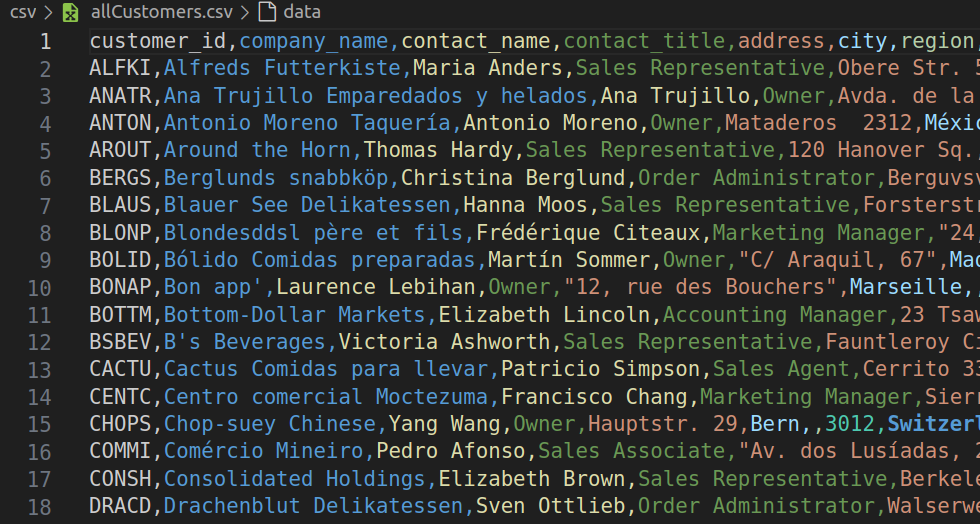 csv > allCustomers.csv > data
1 customer_id,company_name,contact_name,contact_title,address,city,region,
2 ALFKI,Alfreds Futterkiste,Maria Anders,Sales Representative,Obere Str. 5
3 ANATR,Ana Trujillo Emparedados y helados,Ana Trujillo,Owner,Avda. de la
4 ANTON,Antonio Moreno Taquería,Antonio Moreno,Owner,Mataderos  2312,Méxic
5 AROUT,Around the Horn,Thomas Hardy,Sales Representative,120 Hanover Sq.,
6 BERGS,Berglunds snabbköp,Christina Berglund,Order Administrator,Berguvsv
7 BLAUS,Blauer See Delikatessen,Hanna Moos,Sales Representative,Forsterstr
8 BLONP,Blondesddsl père et fils,Frédérique Citeaux,Marketing Manager,"24,
9 BOLID,Bólido Comidas preparadas,Martín Sommer,Owner,"C/ Araquil, 67",Mad
10 BONAP,Bon app',Laurence Lebihan,Owner,"12, rue des Bouchers",Marseille,,
11 BOTTM,Bottom-Dollar Markets,Elizabeth Lincoln,Accounting Manager,23 Tsaw
12 BSBEV,B's Beverages,Victoria Ashworth,Sales Representative,Fauntleroy Ci
13 CACTU,Cactus Comidas para llevar,Patricio Simpson,Sales Agent,Cerrito 33
14 CENTC,Centro comercial Moctezuma,Francisco Chang,Marketing Manager,Sierr
15 CHOPS,Chop-suey Chinese,Yang Wang,Owner,Hauptstr. 29,Bern,,3012,Switzerl
16 COMMI,Comércio Mineiro,Pedro Afonso,Sales Associate,"Av. dos Lusíadas, 2
17 CONSH,Consolidated Holdings,Elizabeth Brown,Sales Representative,Berkele
18 DRACD,Drachenblut Delikatessen,Sven Ottlieb,Order Administrator,Walserwe